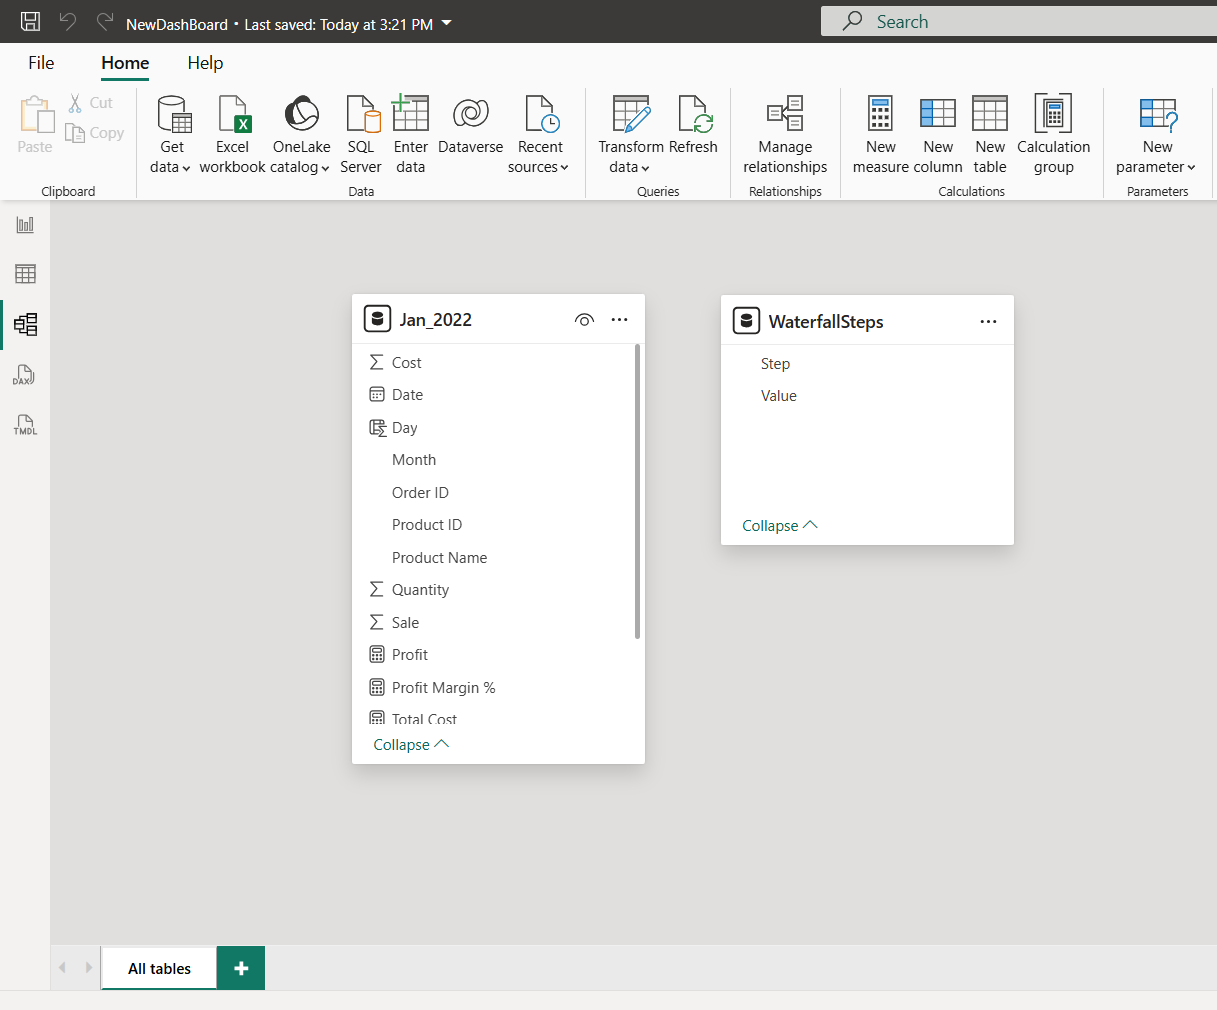 NewDashBoard • Last saved: Today at 3:21 PM
Search
File Home Help
Paste
Cut
Copy
Clipboard
Get data
Excel workbook
OneLake catalog
SQL Server
Enter data
Dataverse
Recent sources
Data
Transform data
Refresh
Queries
Manage relationships
Relationships
New measure
New column
New table
Calculation group
Calculations
New parameter
Parameters
DAX
TMDL
Jan_2022
Cost
Date
Day
Month
Order ID
Product ID
Product Name
Quantity
Sale
Profit
Profit Margin %
Total Cost
Collapse
WaterfallSteps
Step
Value
Collapse
All tables